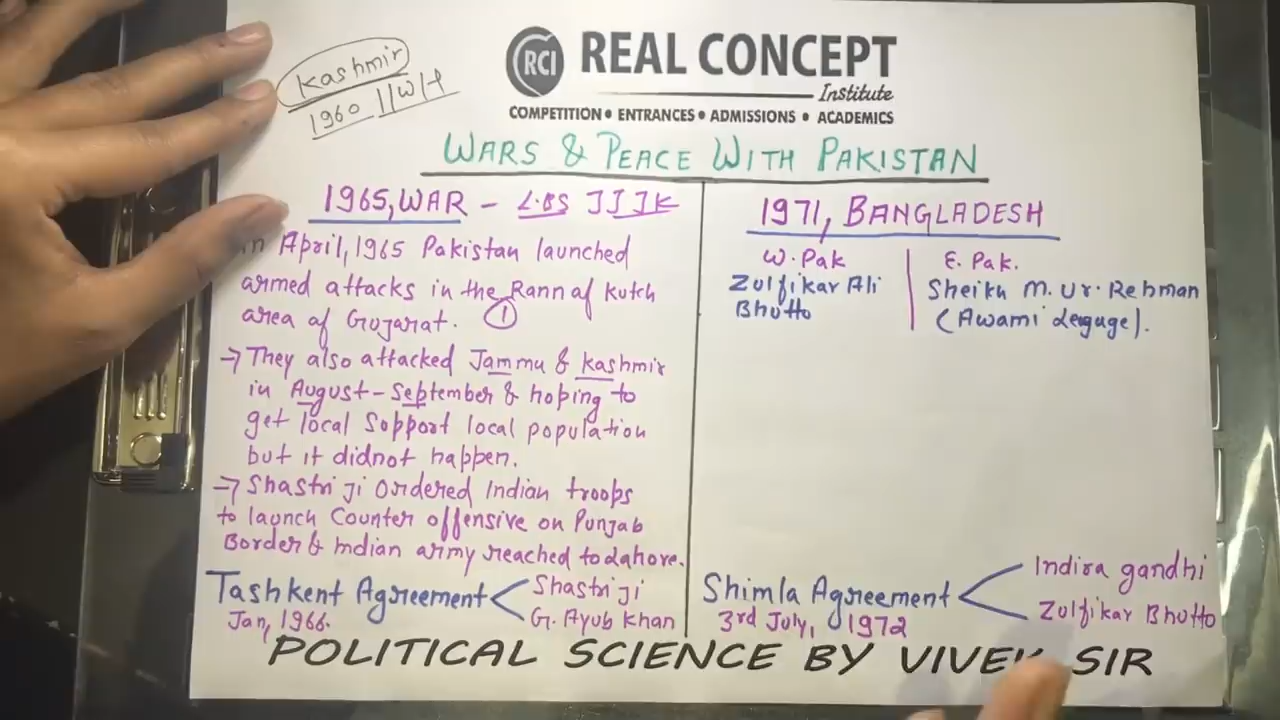 Kashmir
1960 IWT
RCI
REAL CONCEPT
Institute
COMPETITION • ENTRANCES • ADMISSIONS • ACADEMICS
WARS & PEACE WITH PAKISTAN
1965, WAR - L.BS JJJK
In April, 1965 Pakistan launched
armed attacks in the Rann of Kutch
area of Gujarat. 1
→ They also attacked Jammu & Kashmir
in August - September & hoping to
get local support local population
but it didnot happen.
→ Shastri Ji Ordered Indian troops
to launch Counter offensive on Punjab
Border & Indian army reached to Lahore.
Tashkent Agreement
Jan, 1966.
Shastri ji
G. Ayub Khan
1971, BANGLADESH
W. Pak
Zulfikar Ali
Bhutto
E. Pak.
Sheikh M. Ur. Rehman
(Awami Leaguge).
Shimla Agreement
3rd July, 1972
Indira gandhi
Zulfikar Bhutto
POLITICAL SCIENCE BY VIVEK SIR